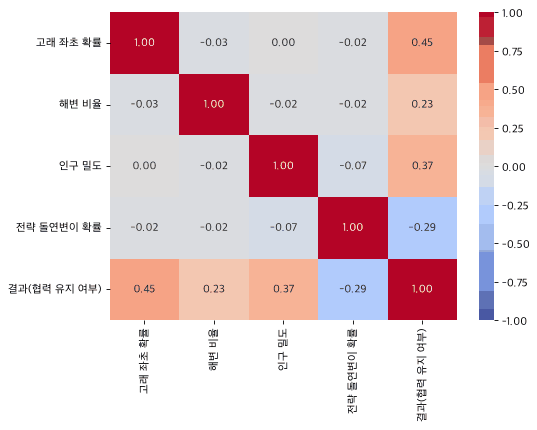 고래 좌초 확률 1.00 -0.03 0.00 -0.02 0.45
해변 비율 -0.03 1.00 -0.02 -0.02 0.23
인구 밀도 0.00 -0.02 1.00 -0.07 0.37
전략 돌연변이 확률 -0.02 -0.02 -0.07 1.00 -0.29
결과(협력 유지 여부) 0.45 0.23 0.37 -0.29 1.00
고래 좌초 확률
해변 비율
인구 밀도
전략 돌연변이 확률
결과(협력 유지 여부)
1.00
0.75
0.50
0.25
0.00
-0.25
-0.50
-0.75
-1.00